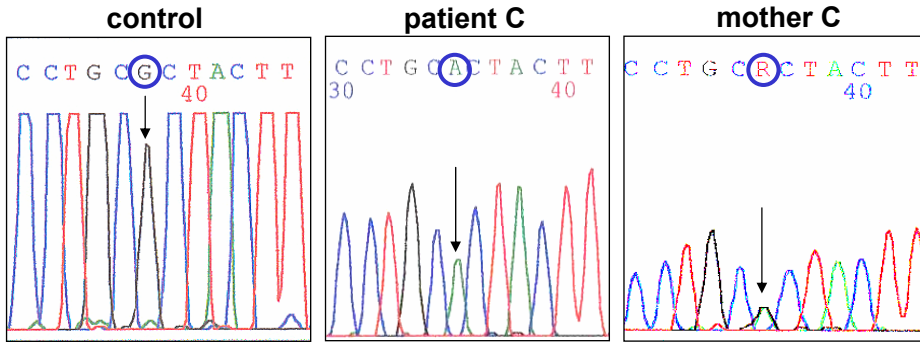 control
C C T G C G C T A C T T
40
patient C
C C T G C A C T A C T T
30 40
mother C
C C T G C R C T A C T T
40